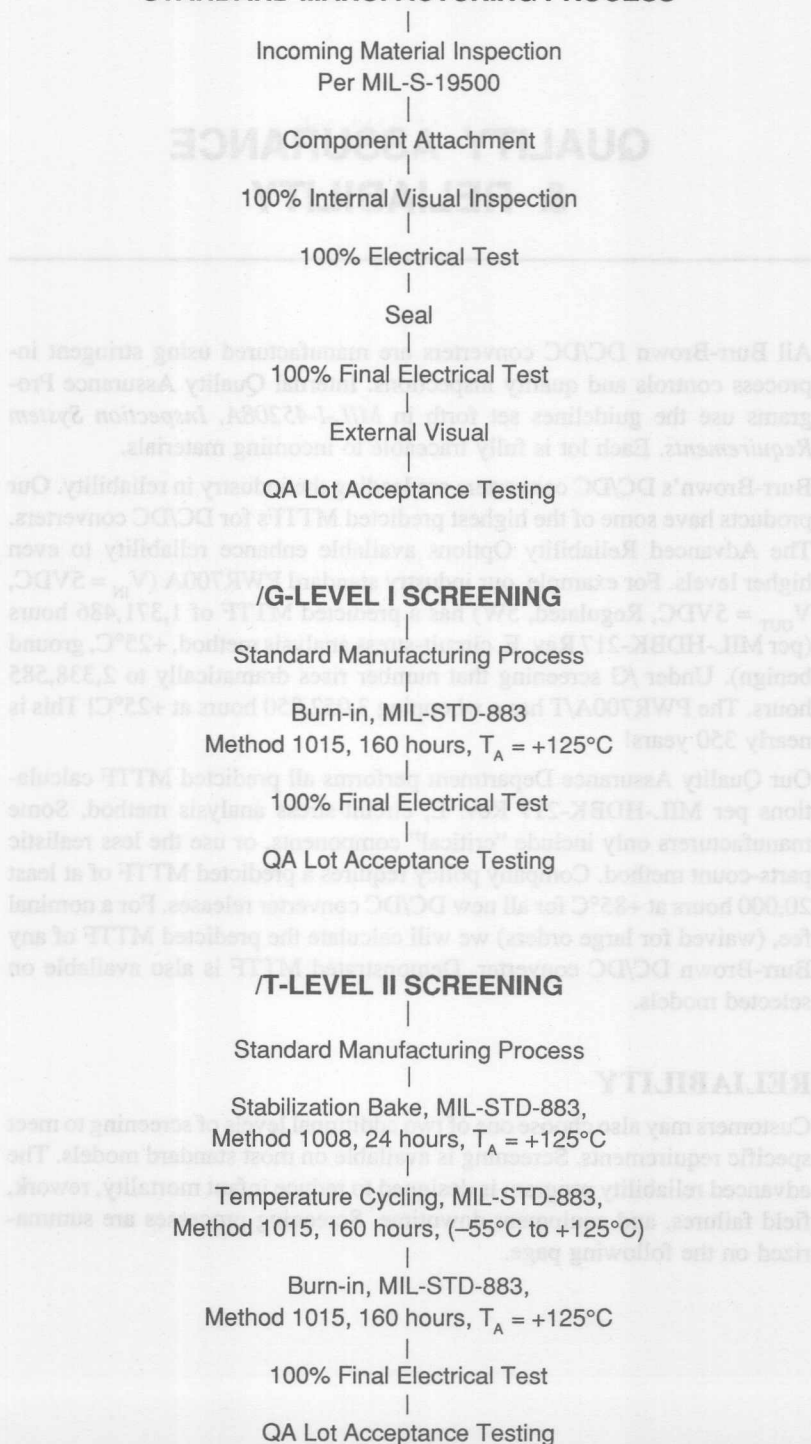 STANDARD MANUFACTURING PROCESS
Incoming Material Inspection
Per MIL-S-19500
Component Attachment
100% Internal Visual Inspection
100% Electrical Test
Seal
100% Final Electrical Test
External Visual
QA Lot Acceptance Testing
/G-LEVEL I SCREENING
Standard Manufacturing Process
Burn-in, MIL-STD-883
Method 1015, 160 hours, T_A = +125°C
100% Final Electrical Test
QA Lot Acceptance Testing
/T-LEVEL II SCREENING
Standard Manufacturing Process
Stabilization Bake, MIL-STD-883,
Method 1008, 24 hours, T_A = +125°C
Temperature Cycling, MIL-STD-883,
Method 1015, 160 hours, (–55°C to +125°C)
Burn-in, MIL-STD-883,
Method 1015, 160 hours, T_A = +125°C
100% Final Electrical Test
QA Lot Acceptance Testing